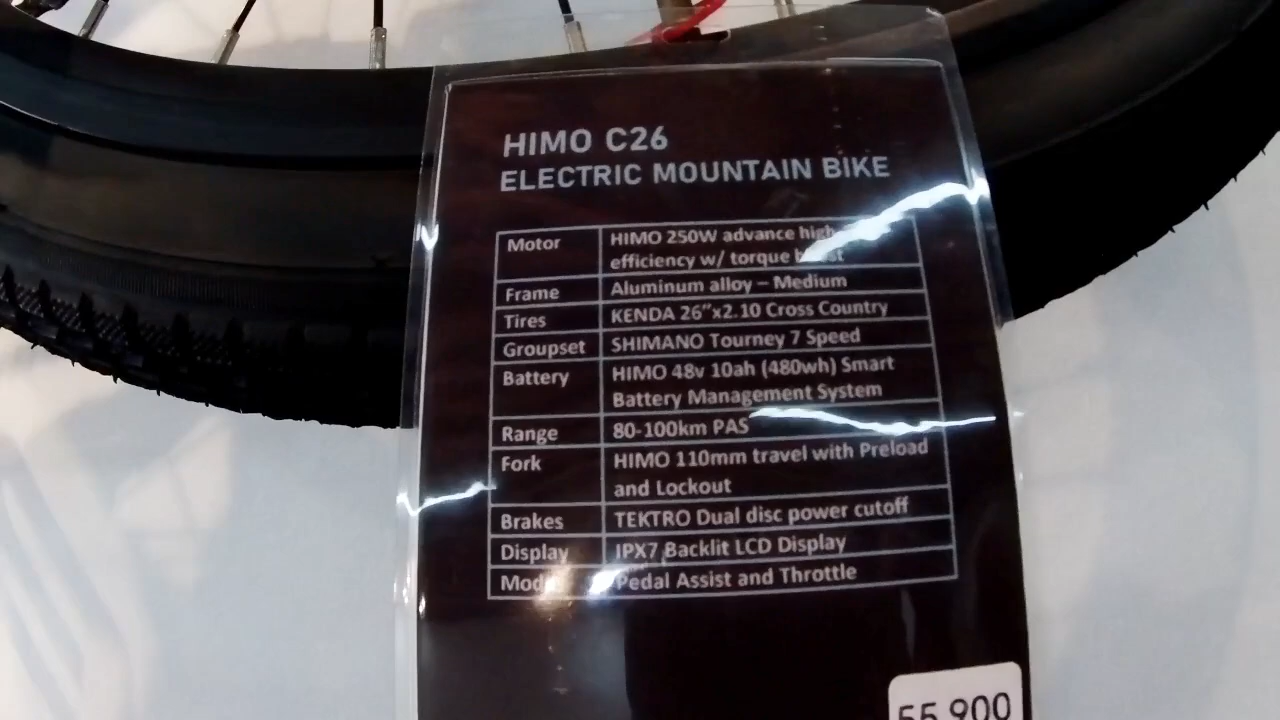 HIMO C26
ELECTRIC MOUNTAIN BIKE
Motor HIMO 250W advance high
efficiency w/ torque
Frame Aluminum alloy – Medium
Tires KENDA 26"x2.10 Cross Country
Groupset SHIMANO Tourney 7 Speed
Battery HIMO 48v 10ah (480wh) Smart
Battery Management System
Range 80-100km PAS
Fork HIMO 110mm travel with Preload
and Lockout
Brakes TEKTRO Dual disc power cutoff
Display IPX7 Backlit LCD Display
Pedal Assist and Throttle
55,900